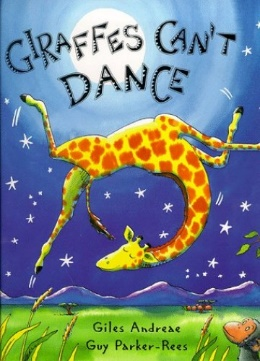 GIRAFFES CAN'T
DANCE
Giles Andreae
Guy Parker-Rees